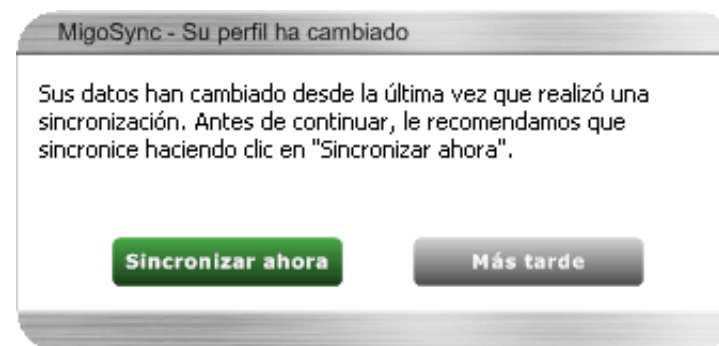 MigoSync - Su perfil ha cambiado
Sus datos han cambiado desde la última vez que realizó una
sincronización. Antes de continuar, le recomendamos que
sincronice haciendo clic en "Sincronizar ahora".
Sincronizar ahora
Más tarde